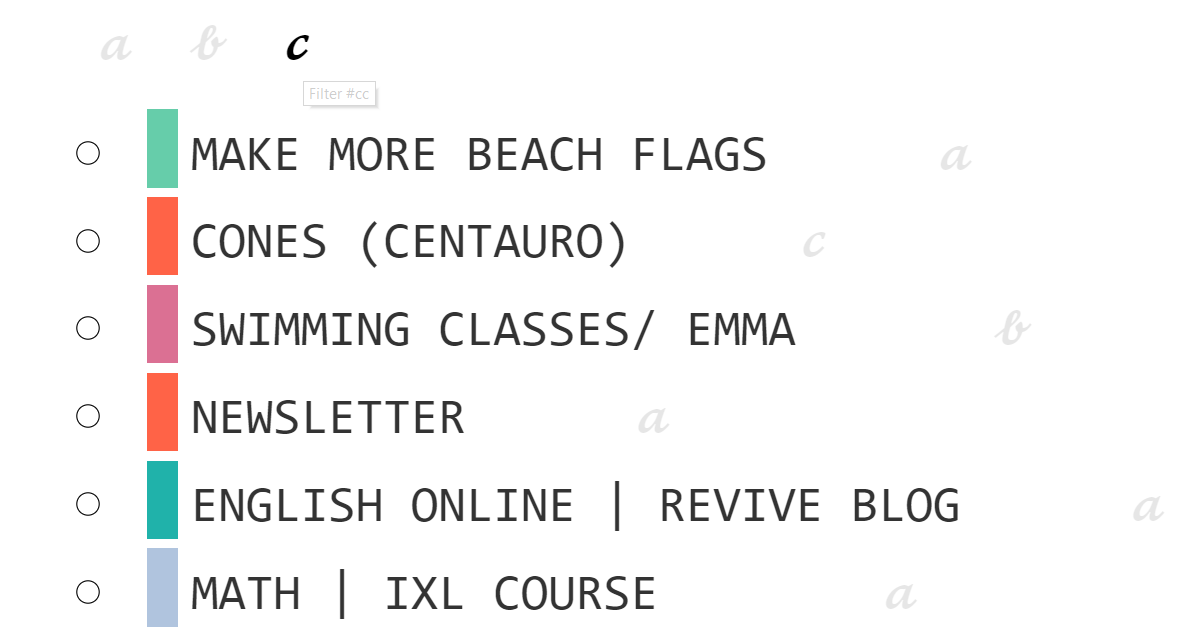 a b c
Filter #cc
MAKE MORE BEACH FLAGS a
CONES (CENTAURO) c
SWIMMING CLASSES/ EMMA b
NEWSLETTER a
ENGLISH ONLINE | REVIVE BLOG a
MATH | IXL COURSE a